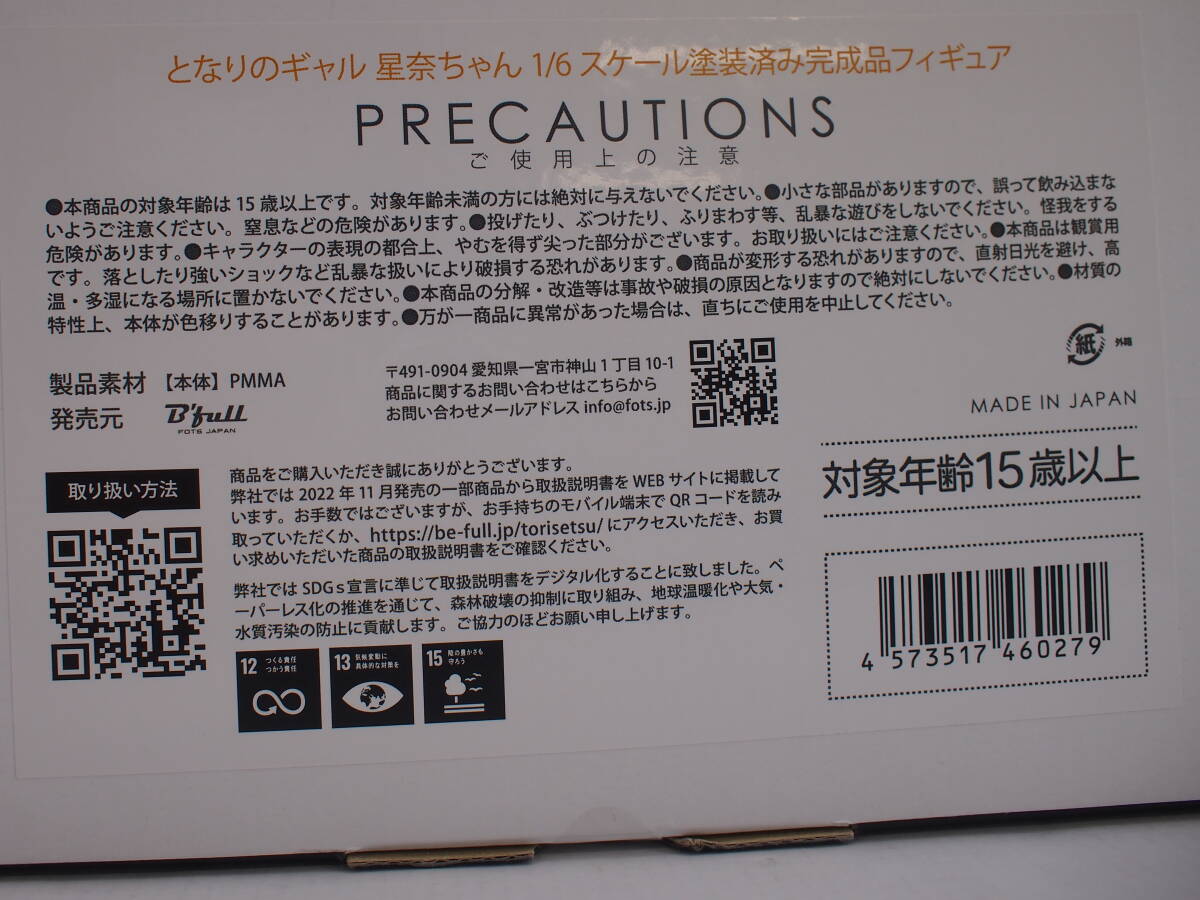 となりのギャル 星奈ちゃん 1/6 スケール塗装済み完成品フィギュア
PRECAUTIONS
ご使用上の注意
●本商品の対象年齢は 15 歳以上です。対象年齢未満の方には絶対に与えないでください。●小さな部品がありますので、誤って飲み込まな
いようご注意ください。窒息などの危険があります。●投げたり、ぶつけたり、ふりまわす等、乱暴な遊びをしないでください。怪我をする
危険があります。●キャラクターの表現の都合上、やむを得ず尖った部分がございます。お取り扱いにはご注意ください。●本商品は観賞用
です。落としたり強いショックなど乱暴な扱いにより破損する恐れがあります。●商品が変形する恐れがありますので、直射日光を避け、高
温・多湿になる場所に置かないでください。●本商品の分解・改造等は事故や破損の原因となりますので絶対にしないでください。●材質の
特性上、本体が色移りすることがあります。●万が一商品に異常があった場合は、直ちにご使用を中止してください。
製品素材 【本体】PMMA
発売元 B'full
FOTS JAPAN
〒491-0904 愛知県一宮市神山 1 丁目 10-1
商品に関するお問い合わせはこちらから
お問い合わせメールアドレス info@fots.jp
紙 外箱
MADE IN JAPAN
対象年齢15歳以上
取り扱い方法
商品をご購入いただき誠にありがとうございます。
弊社では 2022 年 11 月発売の一部商品から取扱説明書を WEB サイトに掲載して
います。お手数ではございますが、お手持ちのモバイル端末で QR コードを読み
取っていただくか、https://be-full.jp/torisetsu/ にアクセスいただき、お買
い求めいただいた商品の取扱説明書をご確認ください。
弊社では SDGｓ宣言に準じて取扱説明書をデジタル化することに致しました。ペ
ーパーレス化の推進を通じて、森林破壊の抑制に取り組み、地球温暖化や大気・
水質汚染の防止に貢献します。ご協力のほどお願い申し上げます。
12 つくる責任
つかう責任
13 気候変動に
具体的な対策を
15 陸の豊かさも
守ろう
4 573517 460279